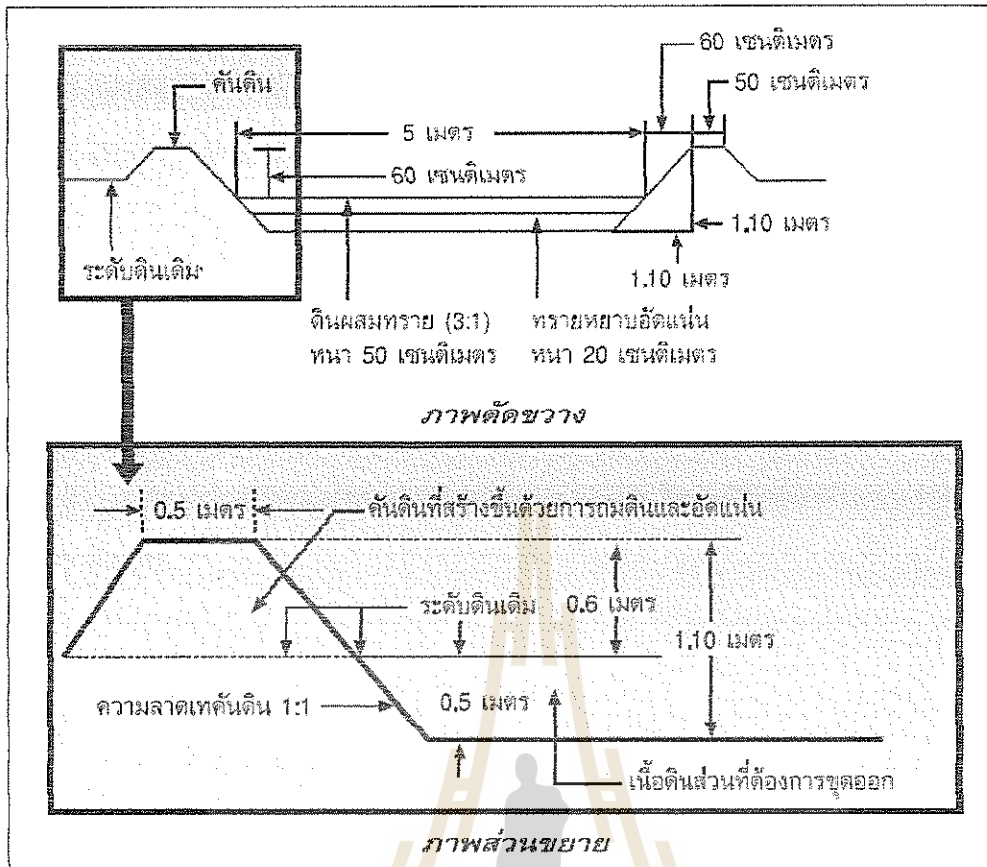 60 เซนติเมตร
50 เซนติเมตร
คันดิน
5 เมตร
60 เซนติเมตร
1.10 เมตร
ระดับดินเดิม
1.10 เมตร
ดินผสมทราย (3:1)
หนา 50 เซนติเมตร
ทรายหยาบอัดแน่น
หนา 20 เซนติเมตร
ภาพตัดขวาง
0.5 เมตร
คันดินที่สร้างขึ้นด้วยการถมดินและอัดแน่น
ระดับดินเดิม
0.6 เมตร
1.10 เมตร
ความลาดเทคันดิน 1:1
0.5 เมตร
เนื้อดินส่วนที่ต้องการขุดออก
ภาพส่วนขยาย